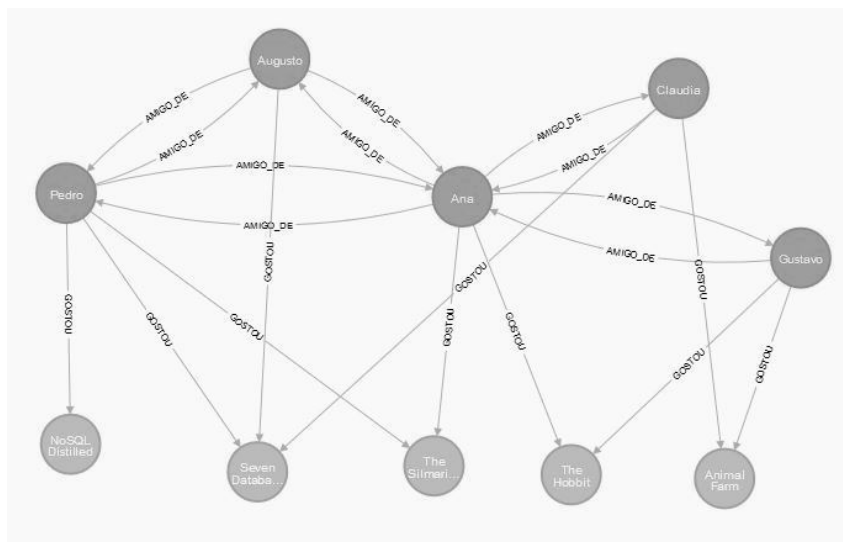 Augusto
Claudia
AMIGO_DE
AMIGO_DE
AMIGO_DE
AMIGO_DE
AMIGO_DE
AMIGO_DE
AMIGO_DE
Pedro
Ana
AMIGO_DE
AMIGO_DE
AMIGO_DE
Gustavo
GOSTOU
GOSTOU
GOSTOU
GOSTOU
GOSTOU
GOSTOU
GOSTOU
GOSTOU
GOSTOU
GOSTOU
NoSQL
Distilled
Seven
Databa...
The
Silmari...
The
Hobbit
Animal
Farm